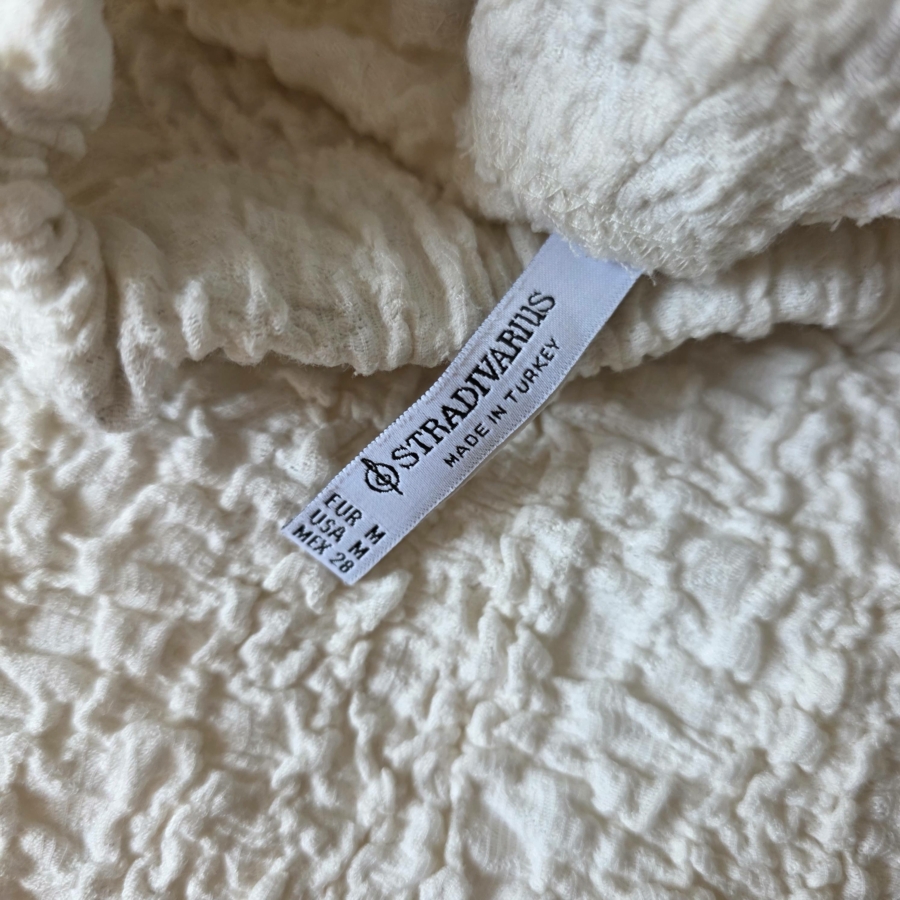 STRADIVARIUS
MADE IN TURKEY
EUR M
USA M
MEX 28